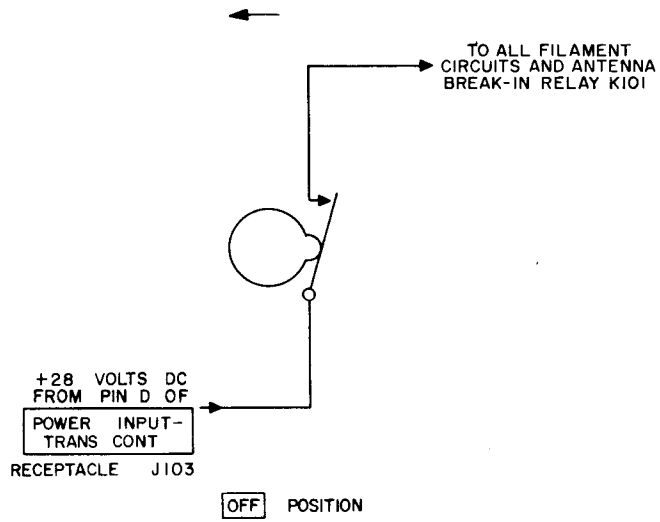 TO ALL FILAMENT
CIRCUITS AND ANTENNA
BREAK-IN RELAY K101
+28 VOLTS DC
FROM PIN D OF
POWER INPUT-
TRANS CONT
RECEPTACLE J103
OFF POSITION